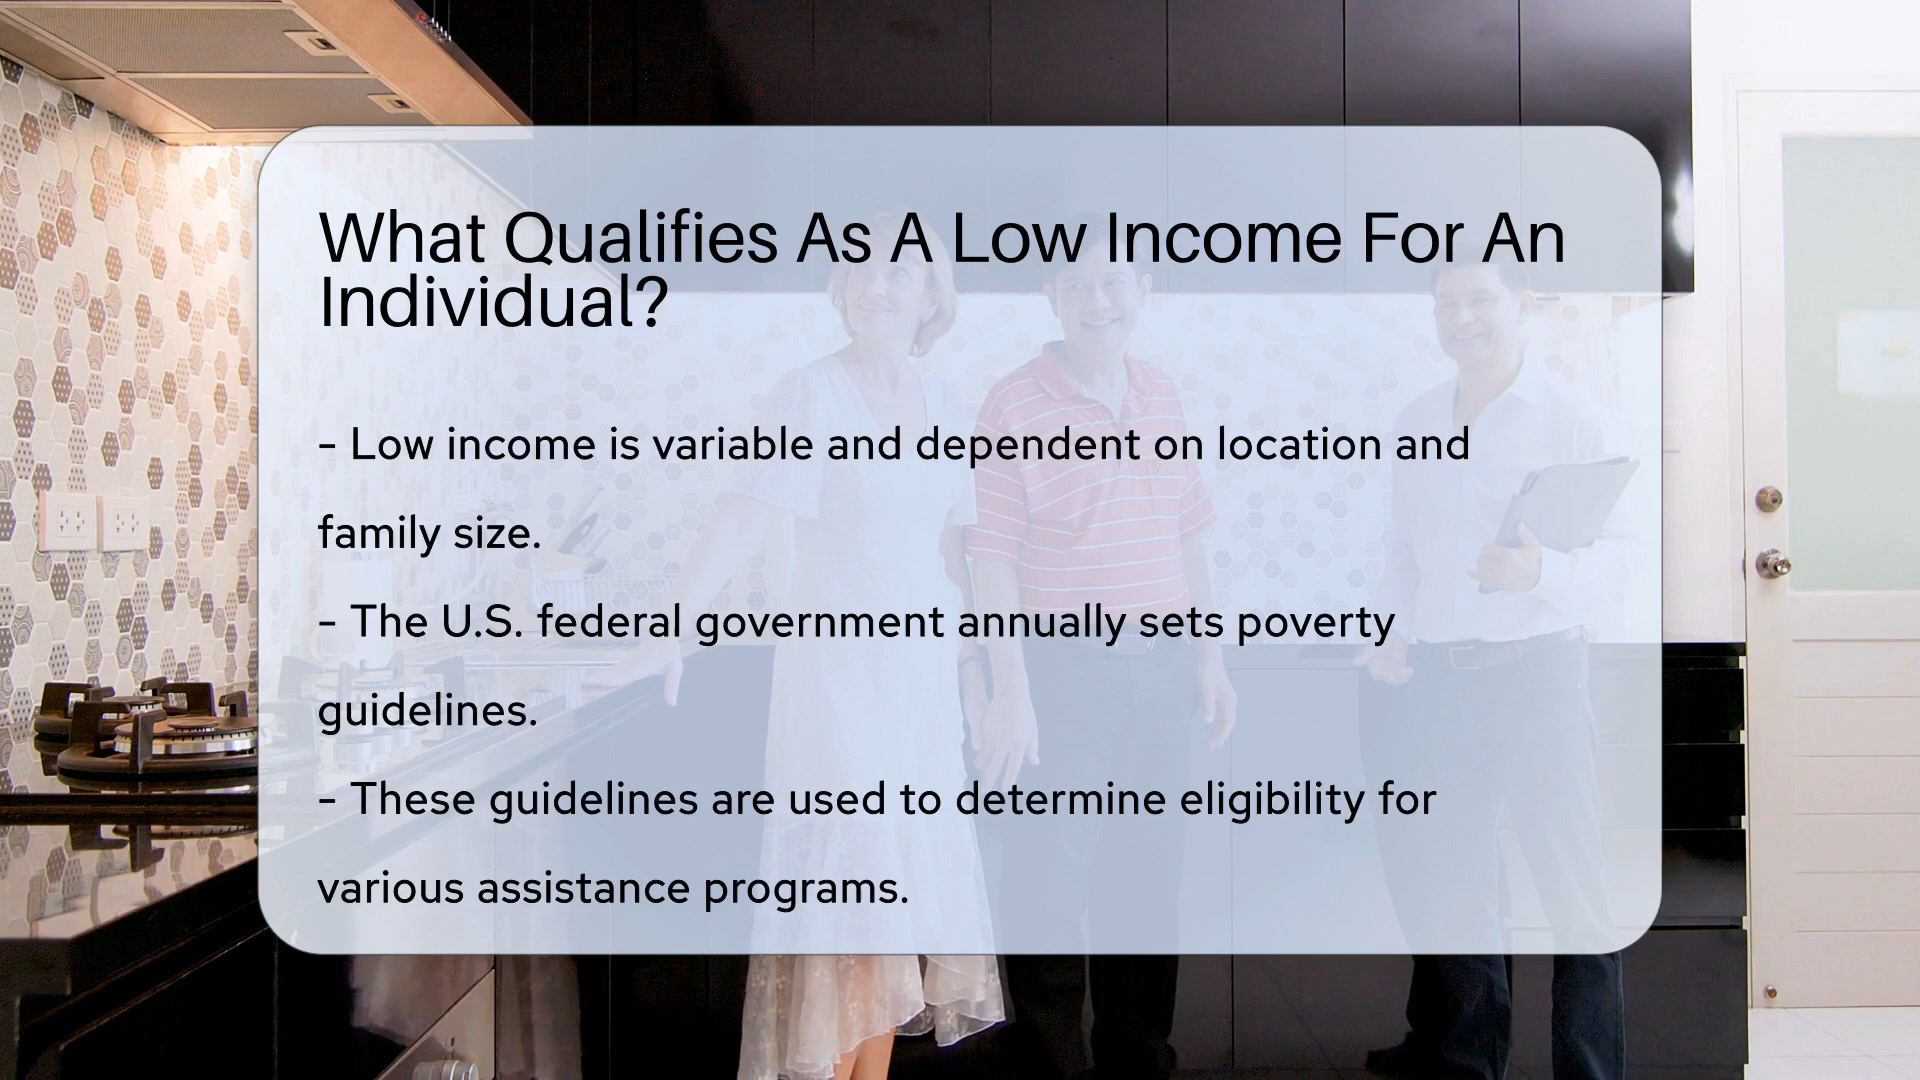 What Qualifies As A Low Income For An
Individual?
- Low income is variable and dependent on location and
family size.
- The U.S. federal government annually sets poverty
guidelines.
- These guidelines are used to determine eligibility for
various assistance programs.